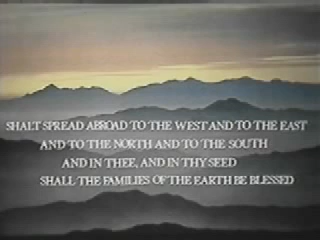 SHALT SPREAD ABROAD TO THE WEST AND TO THE EAST
AND TO THE NORTH AND TO THE SOUTH
AND IN THEE, AND IN THY SEED
SHALL THE FAMILIES OF THE EARTH BE BLESSED